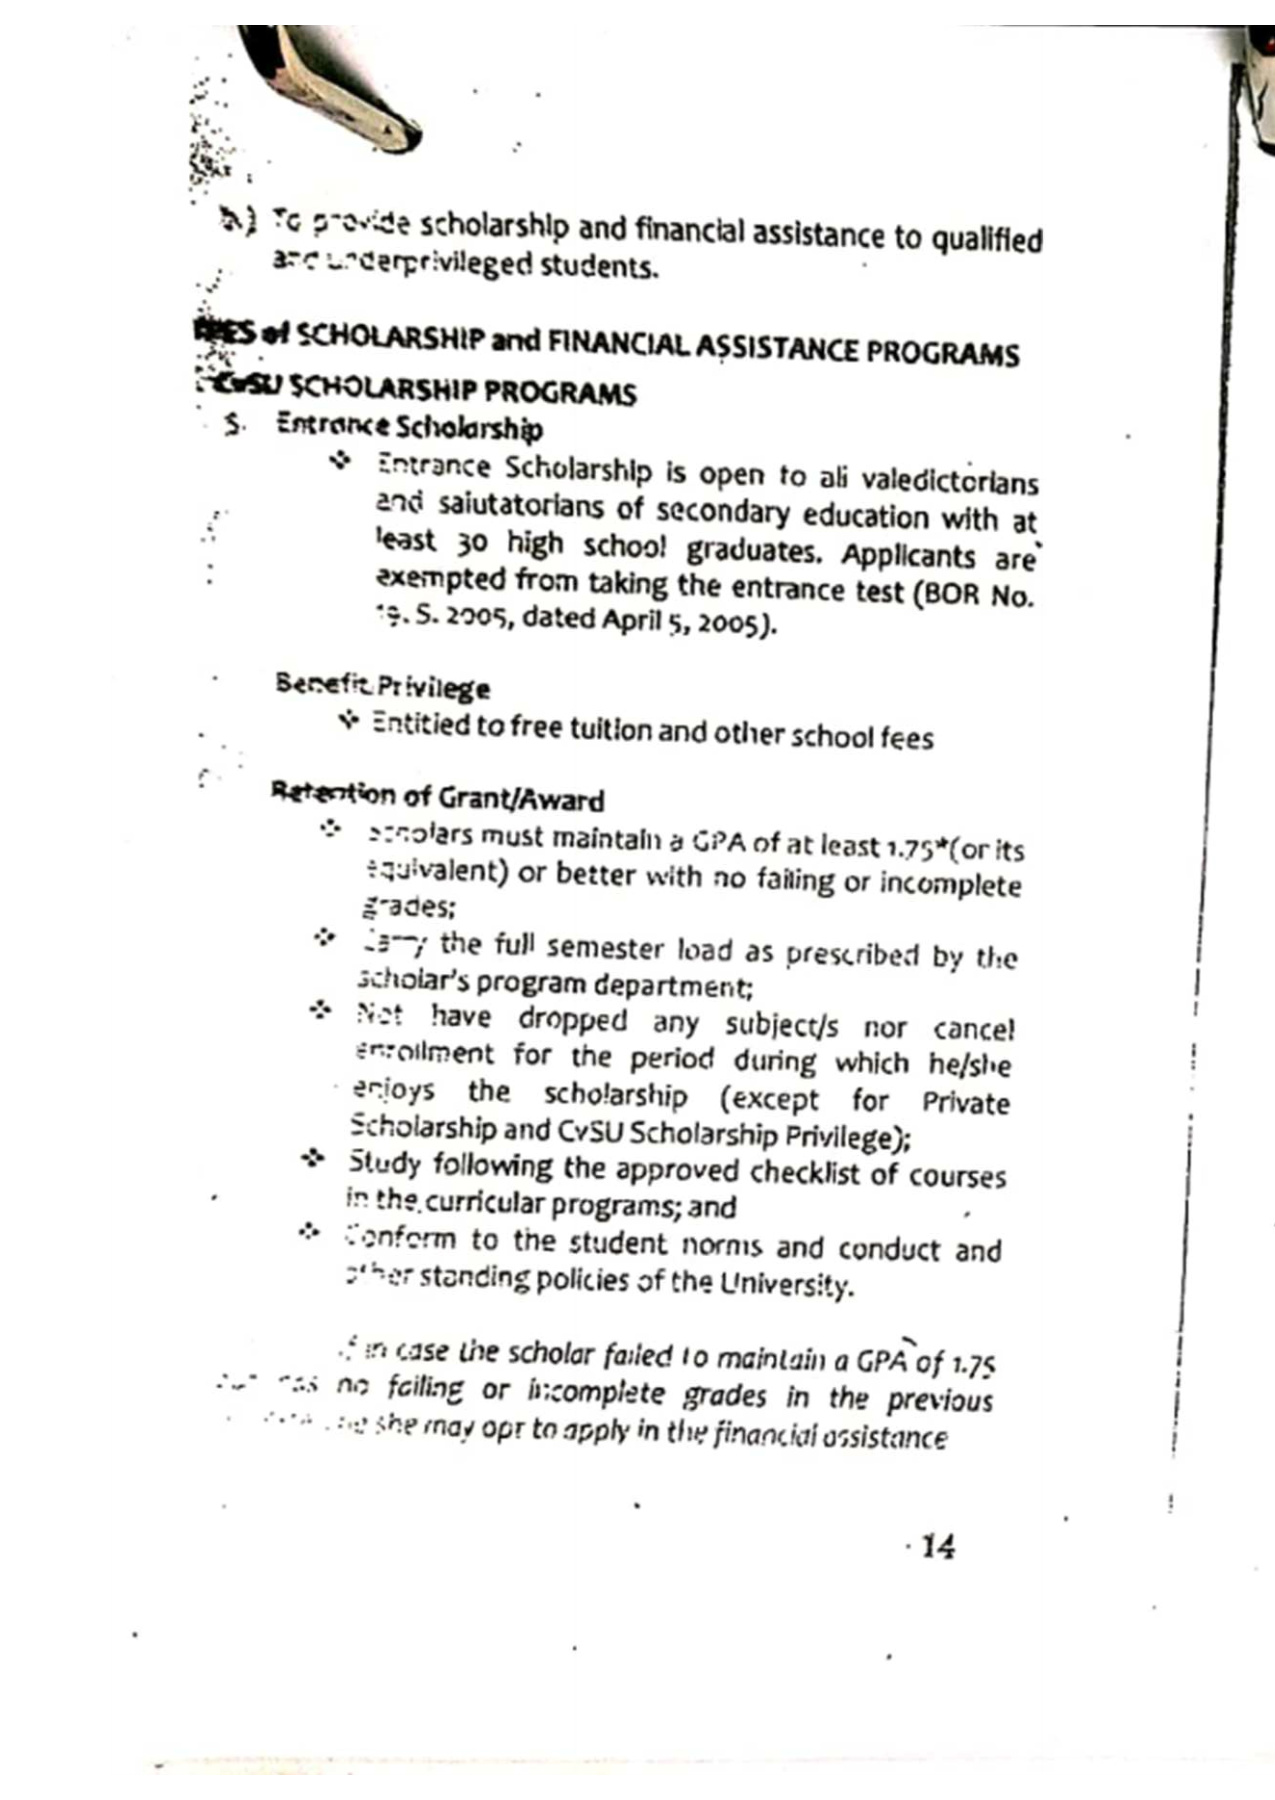 To provide scholarship and financial assistance to qualified
and underprivileged students.
of SCHOLARSHIP and FINANCIAL ASSISTANCE PROGRAMS
CvSU SCHOLARSHIP PROGRAMS
Entrance Scholarship
❖ Entrance Scholarship is open to all valedictorians
and salutatorians of secondary education with at
least 30 high school graduates. Applicants are
exempted from taking the entrance test (BOR No.
S. 2005, dated April 5, 2005).
Benefit Privilege
❖ Entitled to free tuition and other school fees
Retention of Grant/Award
❖ Scholars must maintain a GPA of at least 1.75*(or its
equivalent) or better with no failing or incomplete
grades;
❖ Carry the full semester load as prescribed by the
scholar's program department;
❖ Not have dropped any subject/s nor cancel
enrollment for the period during which he/she
enjoys the scholarship (except for Private
Scholarship and CvSU Scholarship Privilege);
❖ Study following the approved checklist of courses
in the curricular programs; and
❖ Conform to the student norms and conduct and
other standing policies of the University.
in case the scholar failed to maintain a GPA of 1.75
no failing or incomplete grades in the previous
she may opt to apply in the financial assistance
14